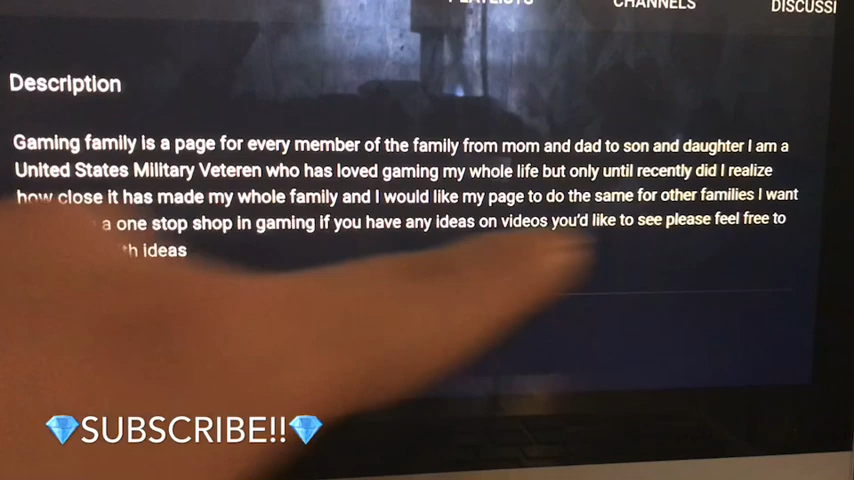 PLAYLISTS CHANNELS DISCUSSI
Description
Gaming family is a page for every member of the family from mom and dad to son and daughter I am a
United States Military Veteren who has loved gaming my whole life but only until recently did I realize
how close it has made my whole family and I would like my page to do the same for other families I want
a one stop shop in gaming if you have any ideas on videos you'd like to see please feel free to
ideas
💎SUBSCRIBE!!💎